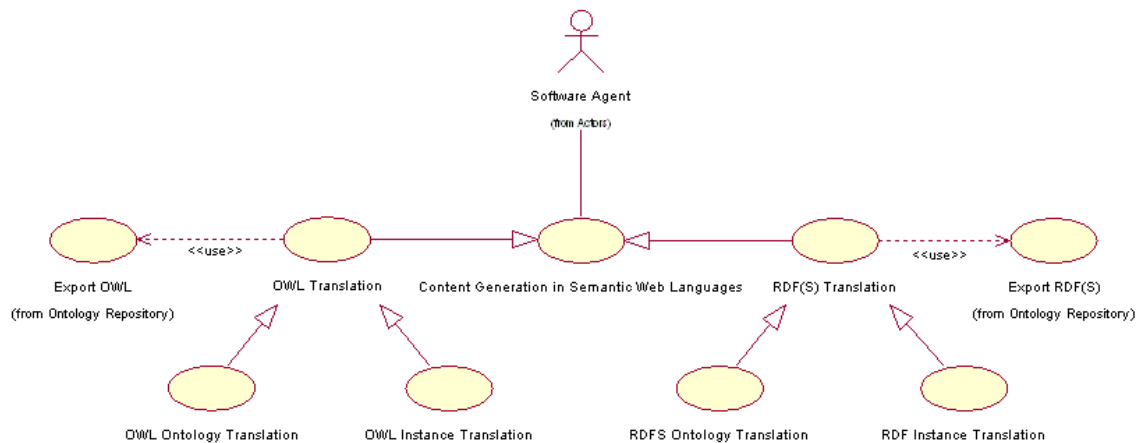 Software Agent
(from Actors)
<<use>>
<<use>>
Export OWL
OWL Translation
Content Generation in Semantic Web Languages
RDF(S) Translation
Export RDF(S)
(from Ontology Repository)
(from Ontology Repository)
OWL Ontology Translation
OWL Instance Translation
RDFS Ontology Translation
RDF Instance Translation